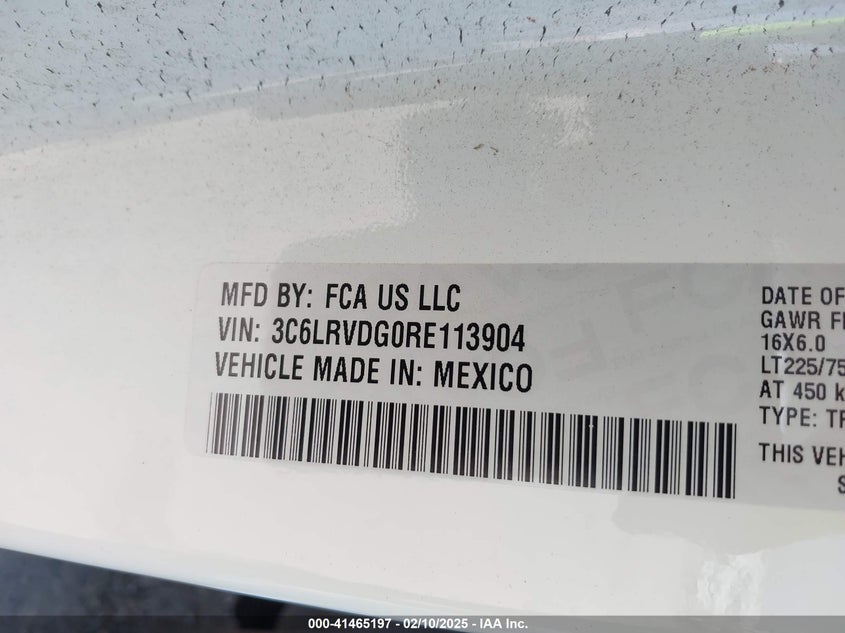 MFD BY: FCA US LLC
VIN: 3C6LRVDG0RE113904
VEHICLE MADE IN: MEXICO
DATE OF
GAWR
16X6.0
LT225/75
AT 450
TYPE:
THIS
000-41465197 - 02/10/2025 - IAA Inc.